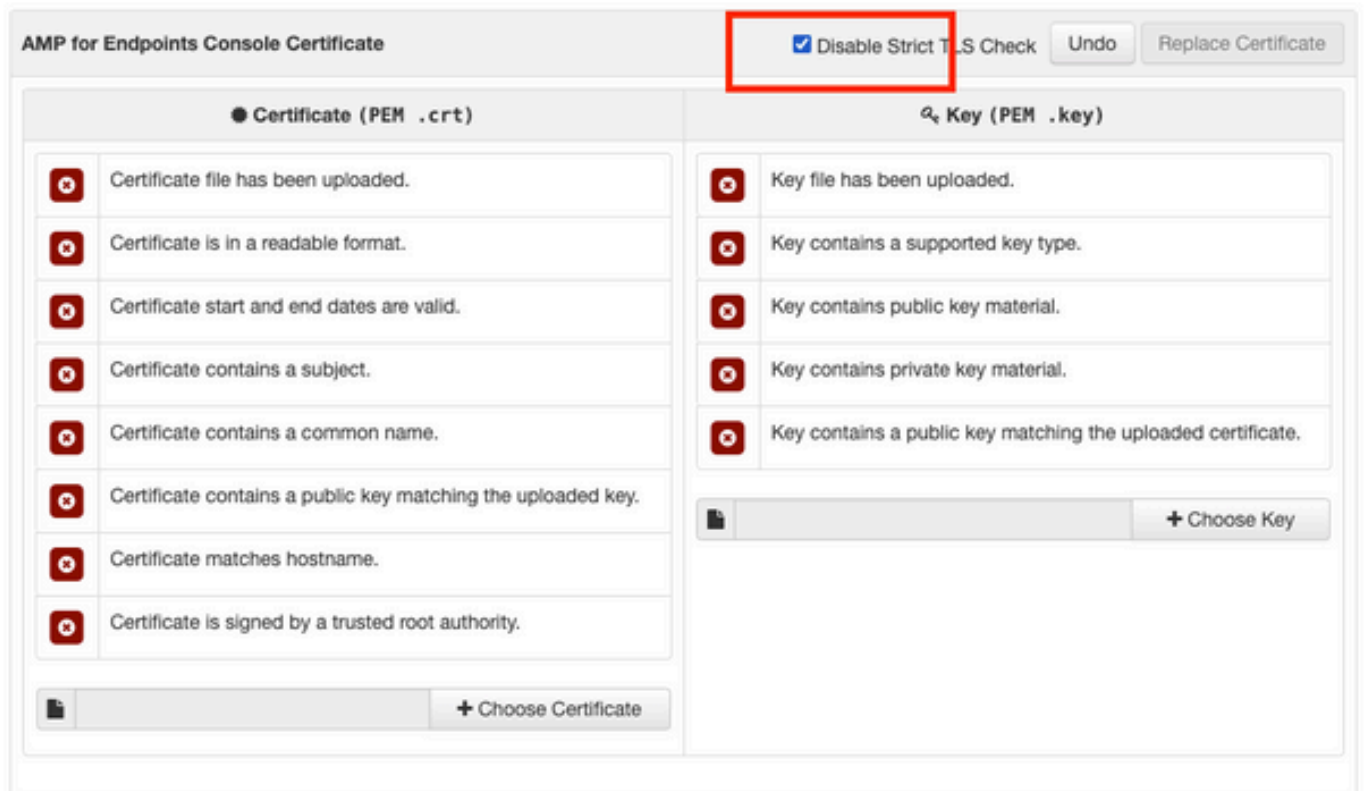 AMP for Endpoints Console Certificate
Disable Strict TLS Check
Undo
Replace Certificate
Certificate (PEM .crt)
Certificate file has been uploaded.
Certificate is in a readable format.
Certificate start and end dates are valid.
Certificate contains a subject.
Certificate contains a common name.
Certificate contains a public key matching the uploaded key.
Certificate matches hostname.
Certificate is signed by a trusted root authority.
+ Choose Certificate
Key (PEM .key)
Key file has been uploaded.
Key contains a supported key type.
Key contains public key material.
Key contains private key material.
Key contains a public key matching the uploaded certificate.
+ Choose Key